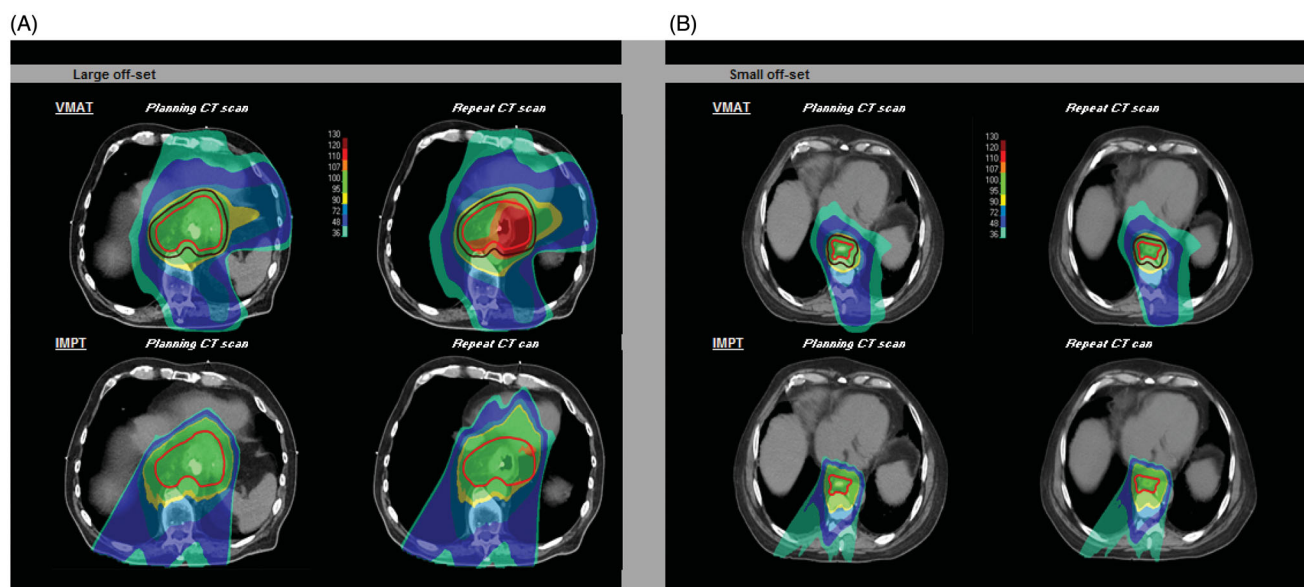 (A)
(B)
Large off-set
Small off-set
VMAT
Planning CT scan
Repeat CT scan
130
120
110
107
100
95
90
72
48
36
IMPT
Planning CT scan
Repeat CT can
VMAT
Planning CT scan
Repeat CT scan
130
120
110
107
100
95
90
72
48
36
IMPT
Planning CT scan
Repeat CT can